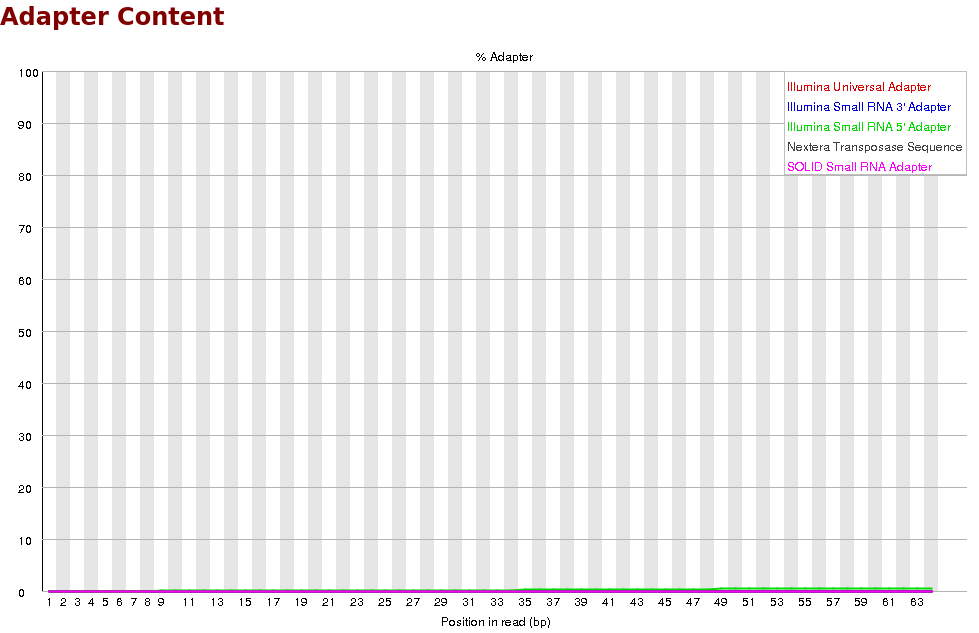 Adapter Content
% Adapter
100
90
80
70
60
50
40
30
20
10
0
Illumina Universal Adapter
Illumina Small RNA 3' Adapter
Illumina Small RNA 5' Adapter
Nextera Transposase Sequence
SOLID Small RNA Adapter
1 2 3 4 5 6 7 8 9 11 13 15 17 19 21 23 25 27 29 31 33 35 37 39 41 43 45 47 49 51 53 55 57 59 61 63
Position in read (bp)